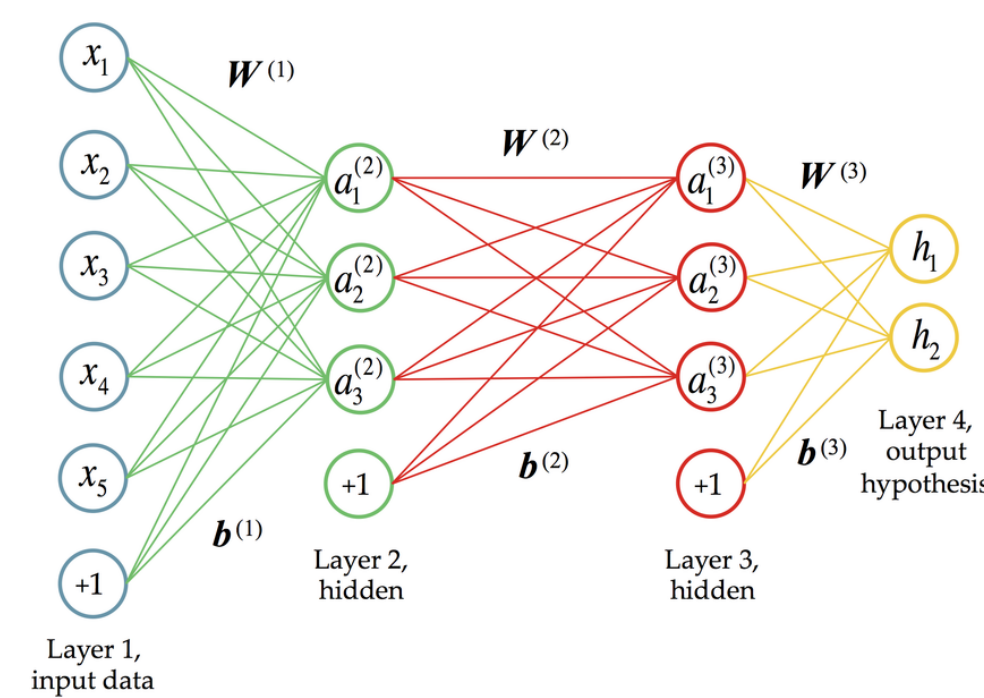 x₁
x₂
x₃
x₄
x₅
+1
Layer 1,
input data
W⁽¹⁾
b⁽¹⁾
a₁⁽²⁾
a₂⁽²⁾
a₃⁽²⁾
+1
Layer 2,
hidden
W⁽²⁾
b⁽²⁾
a₁⁽³⁾
a₂⁽³⁾
a₃⁽³⁾
+1
Layer 3,
hidden
W⁽³⁾
b⁽³⁾
h₁
h₂
Layer 4,
output
hypothesis